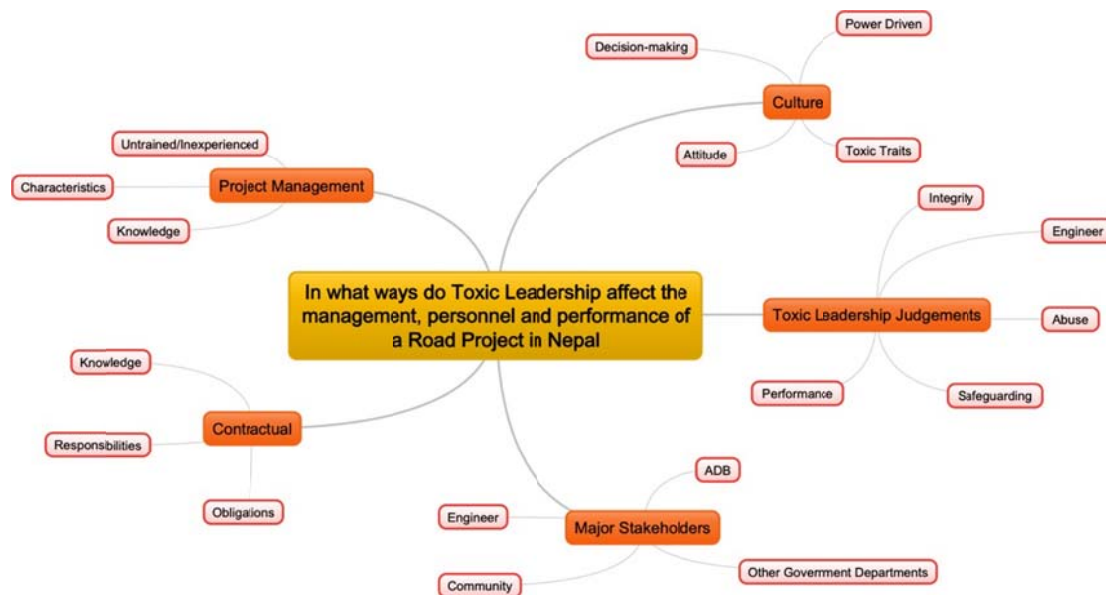 Power Driven
Decision-making
Culture
Attitude
Toxic Traits
Untrained/Inexperienced
Characteristics
Project Management
Knowledge
Integrity
Engineer
Toxic Leadership Judgements
Abuse
Performance
Safeguarding
In what ways do Toxic Leadership affect the
management, personnel and performance of
a Road Project in Nepal
Knowledge
Contractual
Responsibilities
Obligations
ADB
Engineer
Major Stakeholders
Community
Other Government Departments